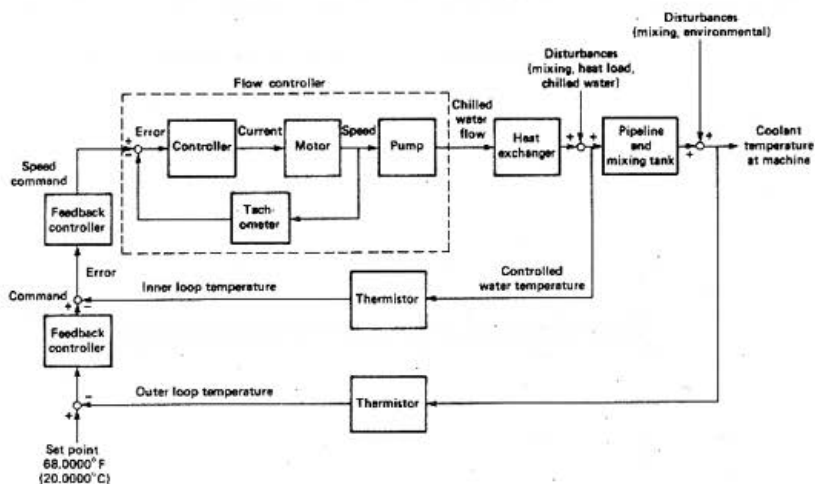 Disturbances
(mixing, environmental)
Disturbances
(mixing, heat load,
chilled water)
Flow controller
Chilled
water
flow
Error
Current
Speed
Controller
Motor
Pump
Heat
exchanger
Pipeline
and
mixing tank
Coolant
temperature
at machine
Speed
command
Tach-
ometer
Feedback
controller
Error
Inner loop temperature
Controlled
water temperature
Command
Thermistor
Feedback
controller
Outer loop temperature
Thermistor
Set point
68.0000°F
(20.0000°C)